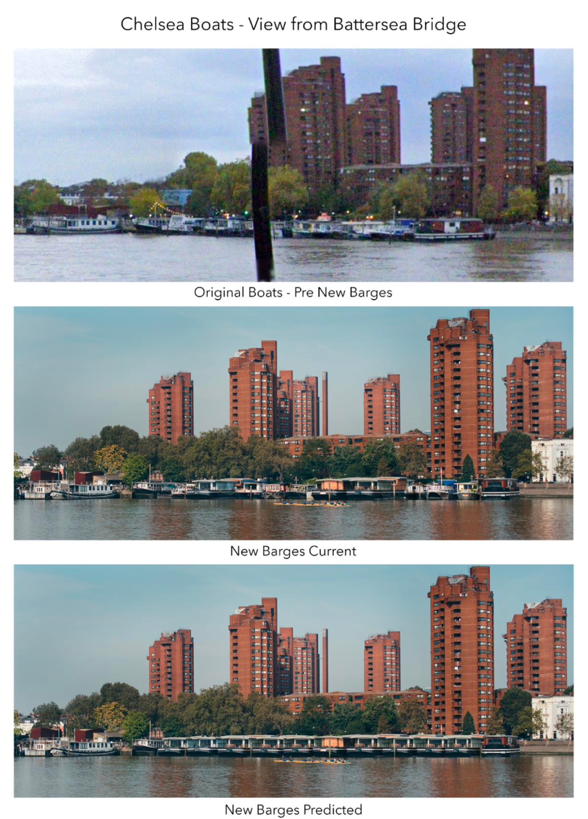 Chelsea Boats - View from Battersea Bridge
Original Boats - Pre New Barges
New Barges Current
New Barges Predicted